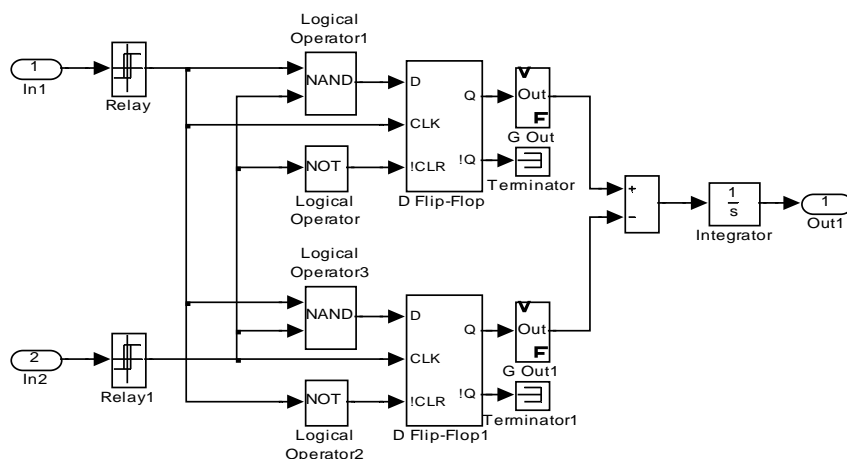 Logical
Operator1
1
In1
Relay
NAND
D
Q
CLK
!CLR
!Q
D Flip-Flop
V
Out
F
G Out
Terminator
NOT
Logical
Operator
+
−
1
s
Integrator
1
Out1
Logical
Operator3
2
In2
Relay1
NAND
D
Q
CLK
!CLR
!Q
D Flip-Flop1
V
Out
F
G Out1
Terminator1
NOT
Logical
Operator2